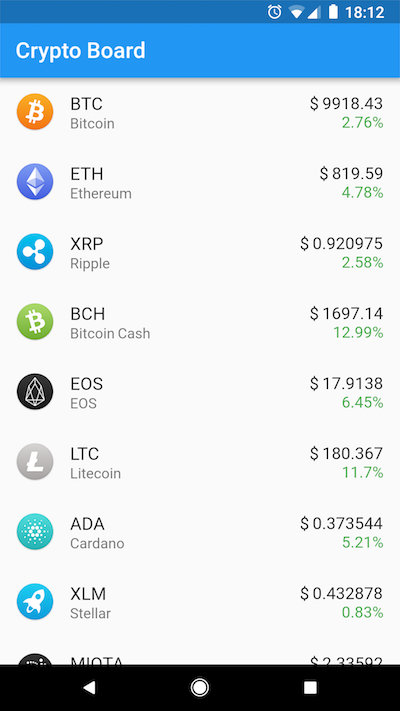 18:12
Crypto Board
BTC $ 9918.43
Bitcoin 2.76%
ETH $ 819.59
Ethereum 4.78%
XRP $ 0.920975
Ripple 2.58%
BCH $ 1697.14
Bitcoin Cash 12.99%
EOS $ 17.9138
EOS 6.45%
LTC $ 180.367
Litecoin 11.7%
ADA $ 0.373544
Cardano 5.21%
XLM $ 0.432878
Stellar 0.83%
MIOTA $ 2.33592